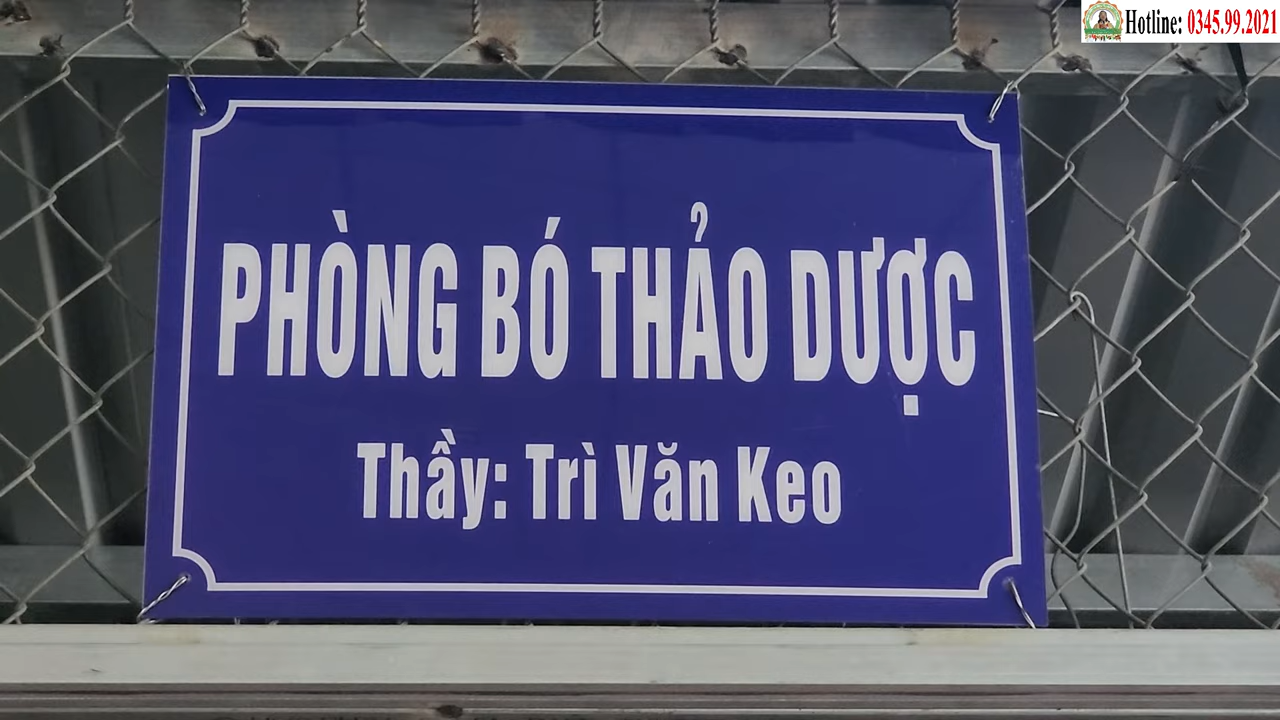 Hotline: 0345.99.2021
PHÒNG BÓ THẢO DƯỢC
Thầy: Trì Văn Keo